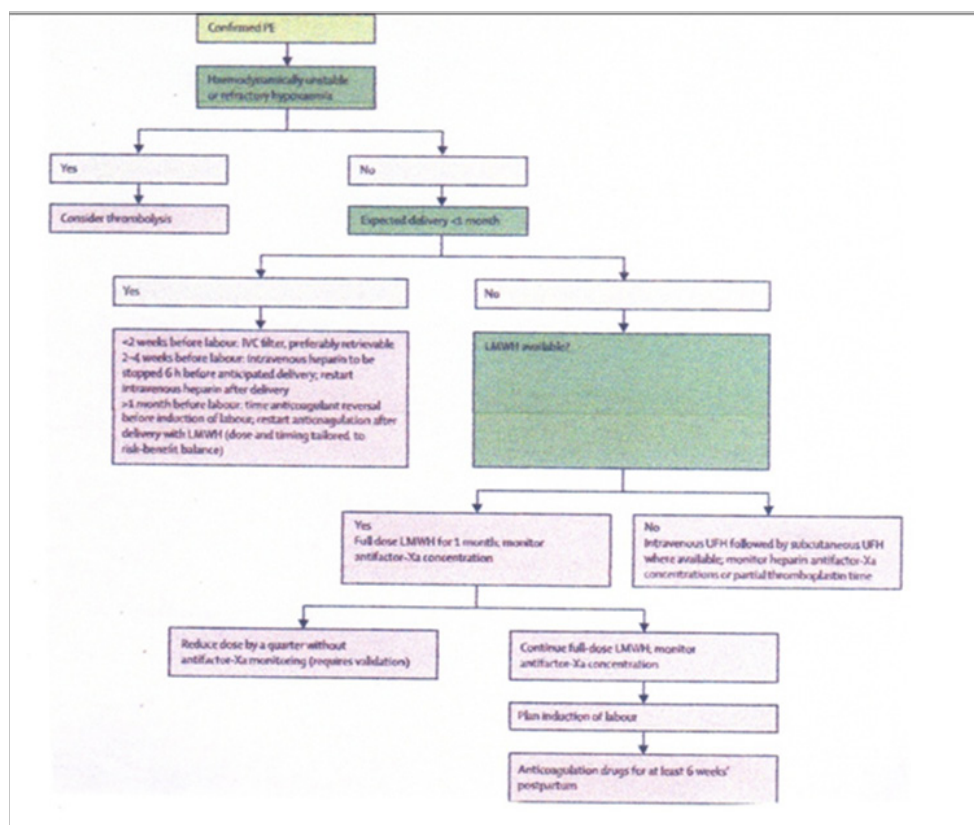 Confirmed PE
Haemodynamically unstable
or refractory hypoxaemia
Yes
No
Consider thrombolysis
Expected delivery <1 month
Yes
No
<2 weeks before labour: IVC filter, preferably retrievable
2–4 weeks before labour: intravenous heparin to be
stopped 6 h before anticipated delivery; restart
intravenous heparin after delivery
>1 month before labour: time anticoagulant reversal
before induction of labour; restart anticoagulation after
delivery with LMWH (dose and timing tailored to
risk-benefit balance)
LMWH available?
Yes
Full dose LMWH for 1 month; monitor
antifactor-Xa concentration
No
Intravenous UFH followed by subcutaneous UFH
where available; monitor heparin antifactor-Xa
concentrations or partial thromboplastin time
Reduce dose by a quarter without
antifactor-Xa monitoring (requires validation)
Continue full-dose LMWH, monitor
antifactor-Xa concentration
Plan induction of labour
Anticoagulation drugs for at least 6 weeks'
postpartum